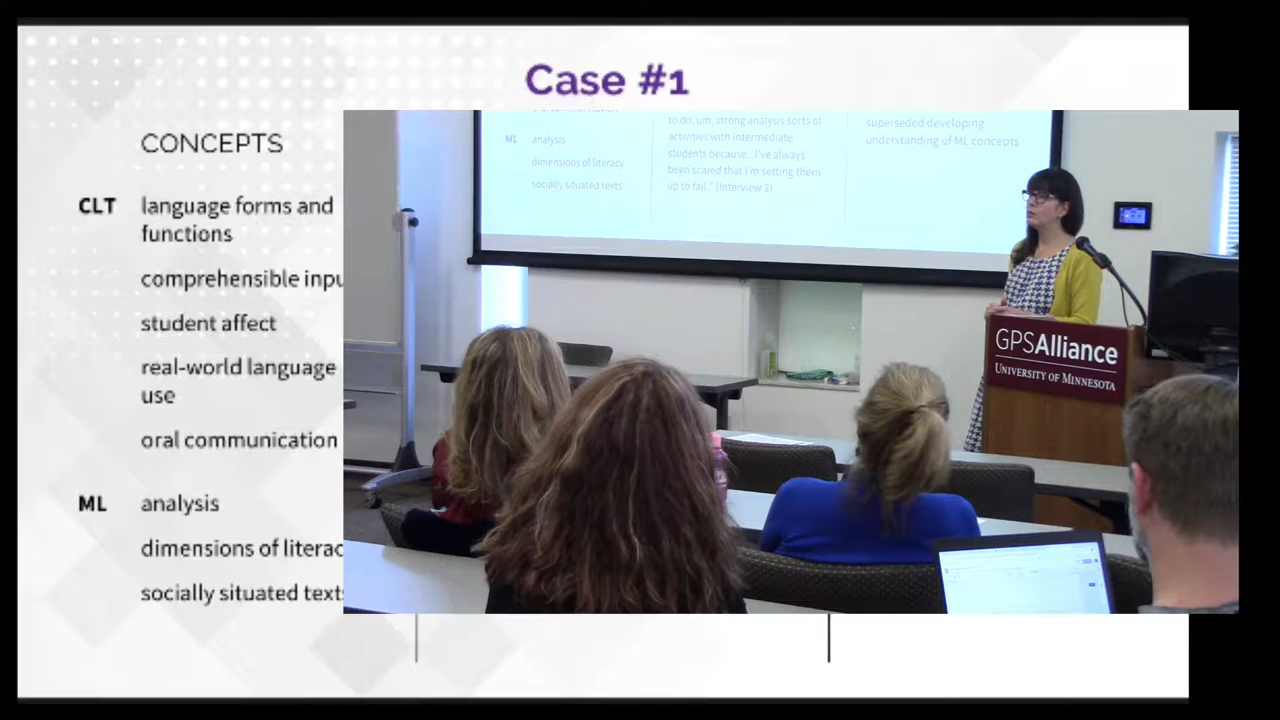 Case #1
CONCEPTS
CLT language forms and
functions
comprehensible inpu
student affect
real-world language
use
oral communication
ML analysis
dimensions of literac
socially situated text
ML analysis
dimensions of literacy
socially situated texts
to do, um, strong analysis sorts of
activities with intermediate
students because...I've always
been scared that I'm setting them
up to fail." (Interview 2)
superseded developing
understanding of ML concepts
GPSAlliance
UNIVERSITY OF MINNESOTA